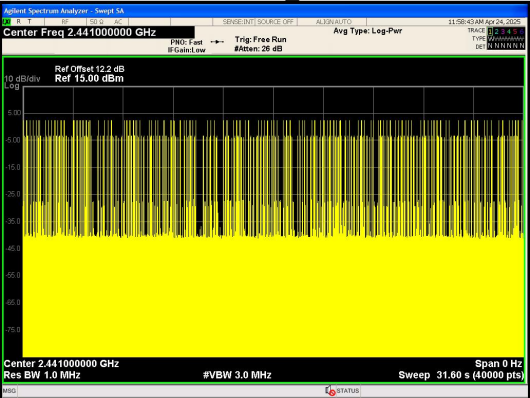 Agilent Spectrum Analyzer - Swept SA
R T RF 50 Ω AC SENSE:INT SOURCE OFF ALIGNAUTO 11:58:43 AM Apr 24, 2025
Center Freq 2.441000000 GHz
PNO: Fast
IFGain:Low
Trig: Free Run
#Atten: 26 dB
Avg Type: Log-Pwr
TRACE 1 2 3 4 5 6
TYPE
DET N N N N N N
Ref Offset 12.2 dB
10 dB/div Ref 15.00 dBm
Log
5.00
-5.00
-15.0
-25.0
-35.0
-45.0
-55.0
-65.0
-75.0
Center 2.441000000 GHz Span 0 Hz
Res BW 1.0 MHz #VBW 3.0 MHz Sweep 31.60 s (40000 pts)
MSG STATUS